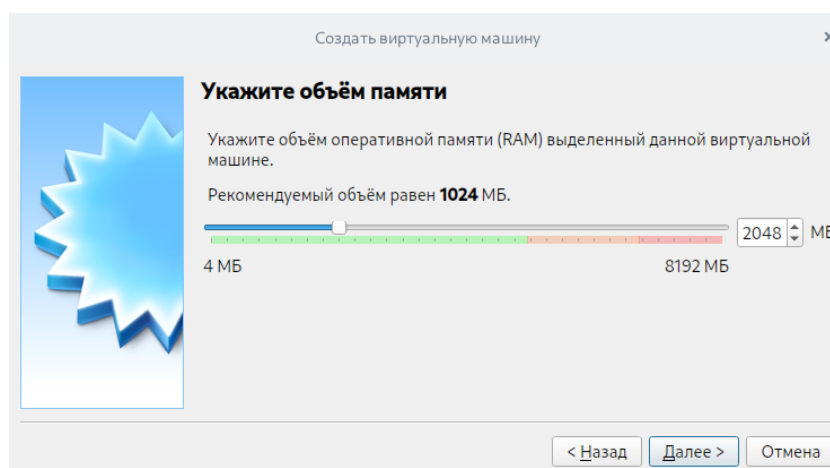 Создать виртуальную машину
Укажите объём памяти
Укажите объём оперативной памяти (RAM) выделенный данной виртуальной
машине.
Рекомендуемый объём равен 1024 МБ.
2048 МБ
4 МБ 8192 МБ
< Назад Далее > Отмена